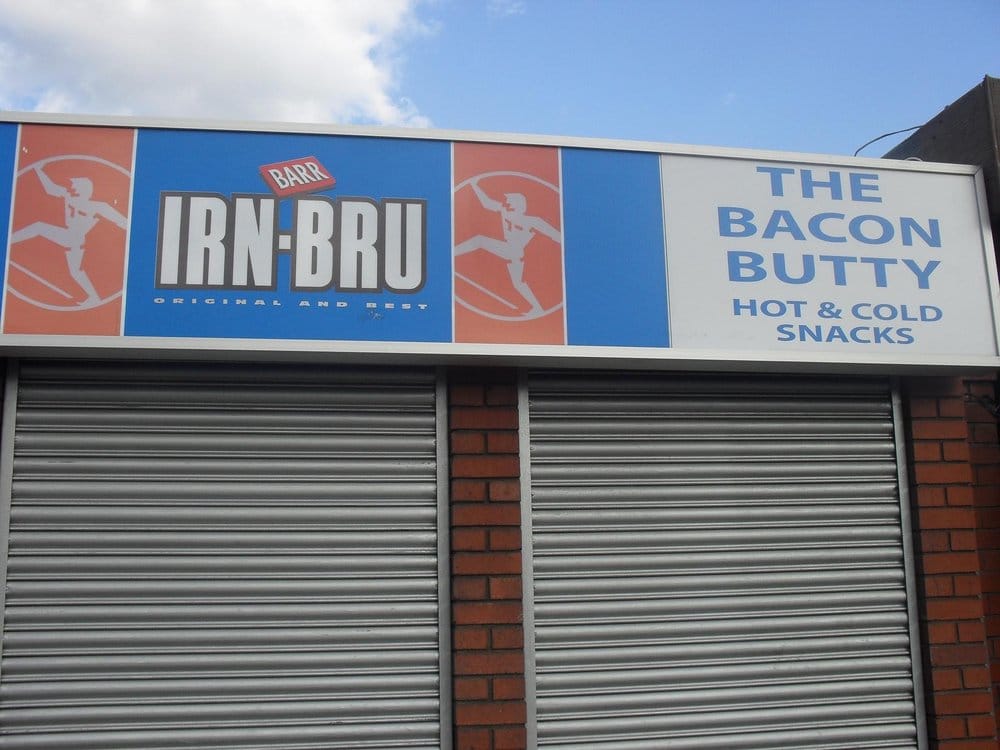 BARR
IRN-BRU
ORIGINAL AND BEST
THE
BACON
BUTTY
HOT & COLD
SNACKS